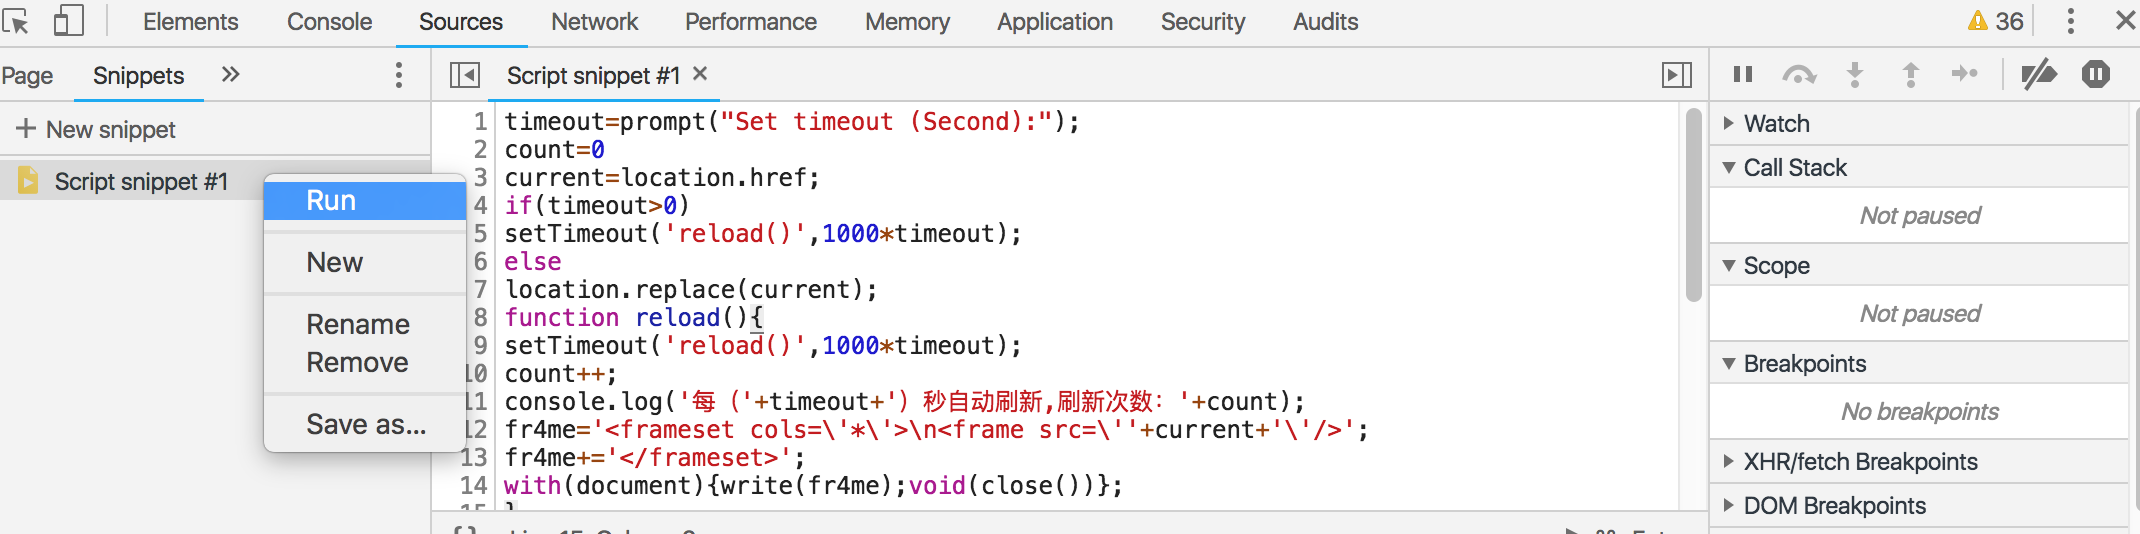 Elements Console Sources Network Performance Memory Application Security Audits 36
Page Snippets
New snippet
Script snippet #1
Run
New
Rename
Remove
Save as...
Script snippet #1
1 timeout=prompt("Set timeout (Second):");
2 count=0
3 current=location.href;
4 if(timeout>0)
5 setTimeout('reload()',1000*timeout);
6 else
7 location.replace(current);
8 function reload(){
9 setTimeout('reload()',1000*timeout);
10 count++;
11 console.log('每（'+timeout+'）秒自动刷新,刷新次数：'+count);
12 fr4me='<frameset cols=\'*\'>\n<frame src=\''+current+'\'/>';
13 fr4me+='</frameset>';
14 with(document){write(fr4me);void(close())};
15 }
Watch
Call Stack
Not paused
Scope
Not paused
Breakpoints
No breakpoints
XHR/fetch Breakpoints
DOM Breakpoints